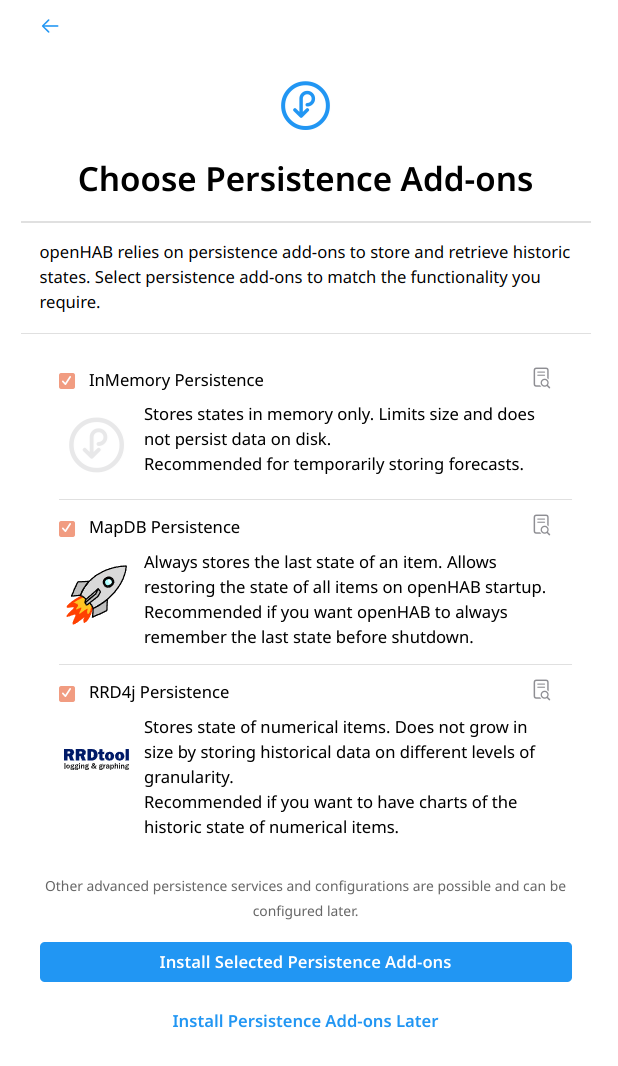 Choose Persistence Add-ons
openHAB relies on persistence add-ons to store and retrieve historic
states. Select persistence add-ons to match the functionality you
require.
InMemory Persistence
Stores states in memory only. Limits size and does
not persist data on disk.
Recommended for temporarily storing forecasts.
MapDB Persistence
Always stores the last state of an item. Allows
restoring the state of all items on openHAB startup.
Recommended if you want openHAB to always
remember the last state before shutdown.
RRD4j Persistence
RRDtool
logging & graphing
Stores state of numerical items. Does not grow in
size by storing historical data on different levels of
granularity.
Recommended if you want to have charts of the
historic state of numerical items.
Other advanced persistence services and configurations are possible and can be
configured later.
Install Selected Persistence Add-ons
Install Persistence Add-ons Later